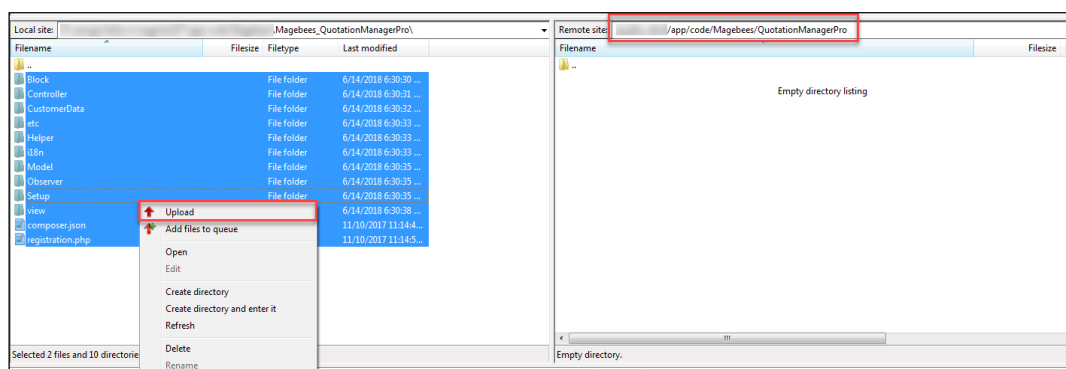 Local site: .Magebees_QuotationManagerPro\
Filename Filesize Filetype Last modified
..
Block File folder 6/14/2018 6:30:30 ...
Controller File folder 6/14/2018 6:30:31 ...
CustomerData File folder 6/14/2018 6:30:32 ...
etc File folder 6/14/2018 6:30:33 ...
Helper File folder 6/14/2018 6:30:33 ...
i18n File folder 6/14/2018 6:30:33 ...
Model File folder 6/14/2018 6:30:35 ...
Observer File folder 6/14/2018 6:30:35 ...
Setup File folder 6/14/2018 6:30:35 ...
view 6/14/2018 6:30:38 ...
composer.json 11/10/2017 11:14:4...
registration.php 11/10/2017 11:14:5...
Upload
Add files to queue
Open
Edit
Create directory
Create directory and enter it
Refresh
Delete
Rename
Selected 2 files and 10 directorie
Remote site: /app/code/Magebees/QuotationManagerPro
Filename Filesize
..
Empty directory listing
Empty directory.